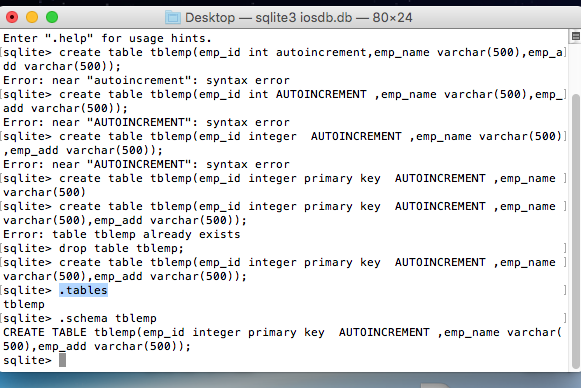 Desktop — sqlite3 iosdb.db — 80×24
Enter ".help" for usage hints.
[sqlite> create table tblemp(emp_id int autoincrement,emp_name varchar(500),emp_a]
dd varchar(500));
Error: near "autoincrement": syntax error
[sqlite> create table tblemp(emp_id int AUTOINCREMENT ,emp_name varchar(500),emp_]
add varchar(500));
Error: near "AUTOINCREMENT": syntax error
[sqlite> create table tblemp(emp_id integer  AUTOINCREMENT ,emp_name varchar(500)]
,emp_add varchar(500));
Error: near "AUTOINCREMENT": syntax error
[sqlite> create table tblemp(emp_id integer primary key  AUTOINCREMENT ,emp_name ]
varchar(500)
[sqlite> create table tblemp(emp_id integer primary key  AUTOINCREMENT ,emp_name ]
varchar(500),emp_add varchar(500));
Error: table tblemp already exists
[sqlite> drop table tblemp; ]
[sqlite> create table tblemp(emp_id integer primary key  AUTOINCREMENT ,emp_name ]
varchar(500),emp_add varchar(500));
[sqlite> .tables ]
tblemp
[sqlite> .schema tblemp ]
CREATE TABLE tblemp(emp_id integer primary key  AUTOINCREMENT ,emp_name varchar(
500),emp_add varchar(500));
sqlite>